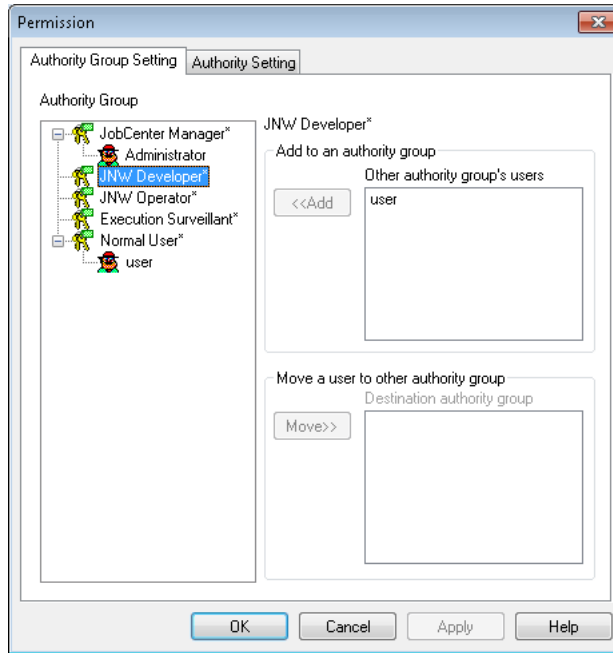 Permission
Authority Group Setting
Authority Setting
Authority Group
JobCenter Manager*
Administrator
JNW Developer*
JNW Operator*
Execution Surveillant*
Normal User*
user
JNW Developer*
Add to an authority group
Other authority group's users
<<Add
user
Move a user to other authority group
Destination authority group
Move>>
OK
Cancel
Apply
Help